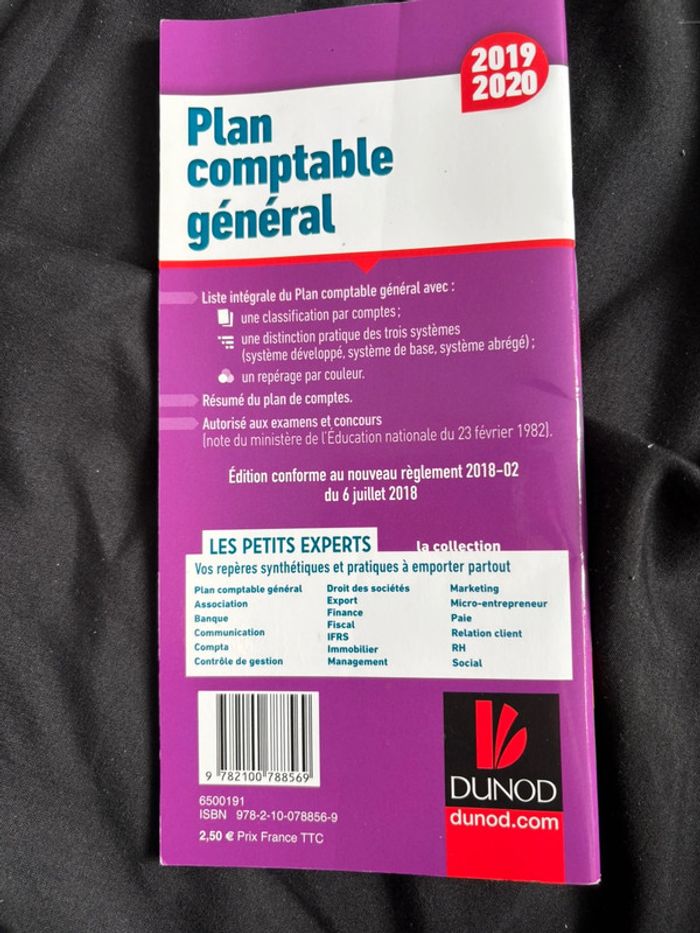 2019
2020
Plan
comptable
général
Liste intégrale du Plan comptable général avec :
une classification par comptes ;
une distinction pratique des trois systèmes
(système développé, système de base, système abrégé) ;
un repérage par couleur.
Résumé du plan de comptes.
Autorisé aux examens et concours
(note du ministère de l'Éducation nationale du 23 février 1982).
Édition conforme au nouveau règlement 2018-02
du 6 juillet 2018
LES PETITS EXPERTS la collection
Vos repères synthétiques et pratiques à emporter partout
Plan comptable général
Association
Banque
Communication
Compta
Contrôle de gestion
Droit des sociétés
Export
Finance
Fiscal
IFRS
Immobilier
Management
Marketing
Micro-entrepreneur
Paie
Relation client
RH
Social
9 782100 788569
6500191
ISBN 978-2-10-078856-9
2,50 € Prix France TTC
DUNOD
dunod.com